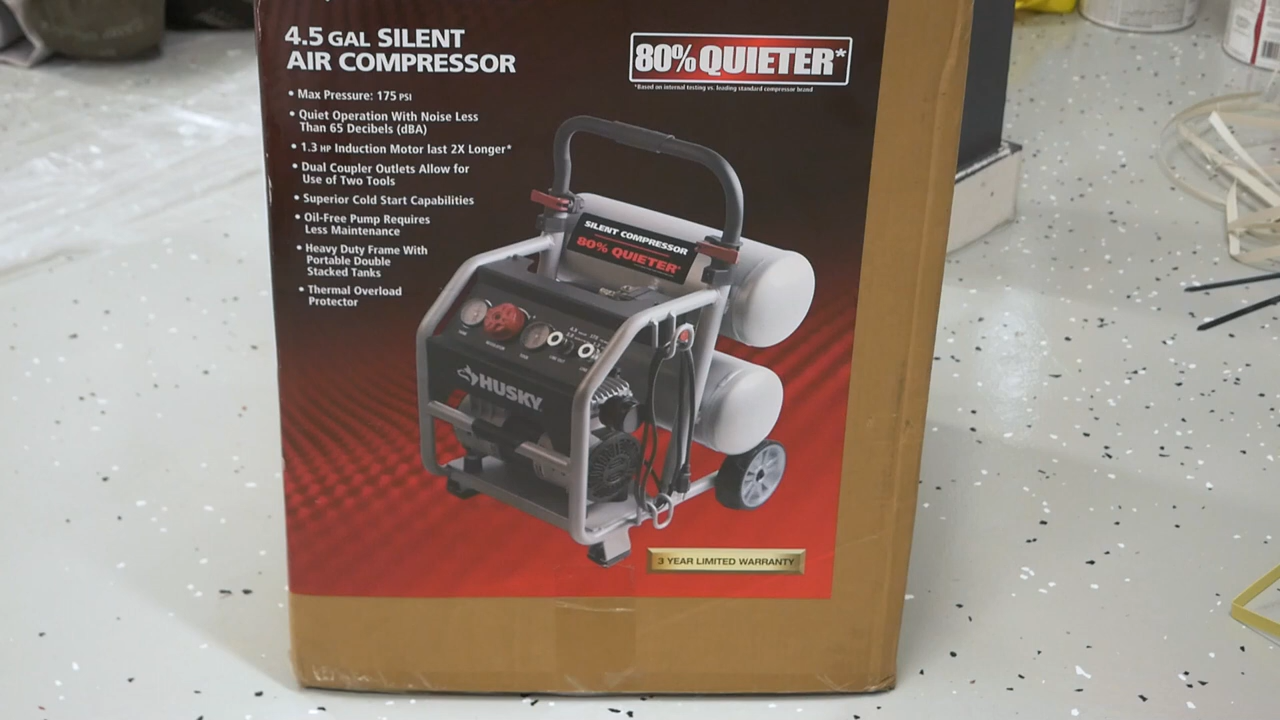 4.5 GAL SILENT
AIR COMPRESSOR
80% QUIETER*
*Based on internal testing vs. leading standard compressor brand
• Max Pressure: 175 PSI
• Quiet Operation With Noise Less
Than 65 Decibels (dBA)
• 1.3 HP Induction Motor last 2X Longer*
• Dual Coupler Outlets Allow for
Use of Two Tools
• Superior Cold Start Capabilities
• Oil-Free Pump Requires
Less Maintenance
• Heavy Duty Frame With
Portable Double
Stacked Tanks
• Thermal Overload
Protector
SILENT COMPRESSOR
80% QUIETER*
HUSKY
3 YEAR LIMITED WARRANTY